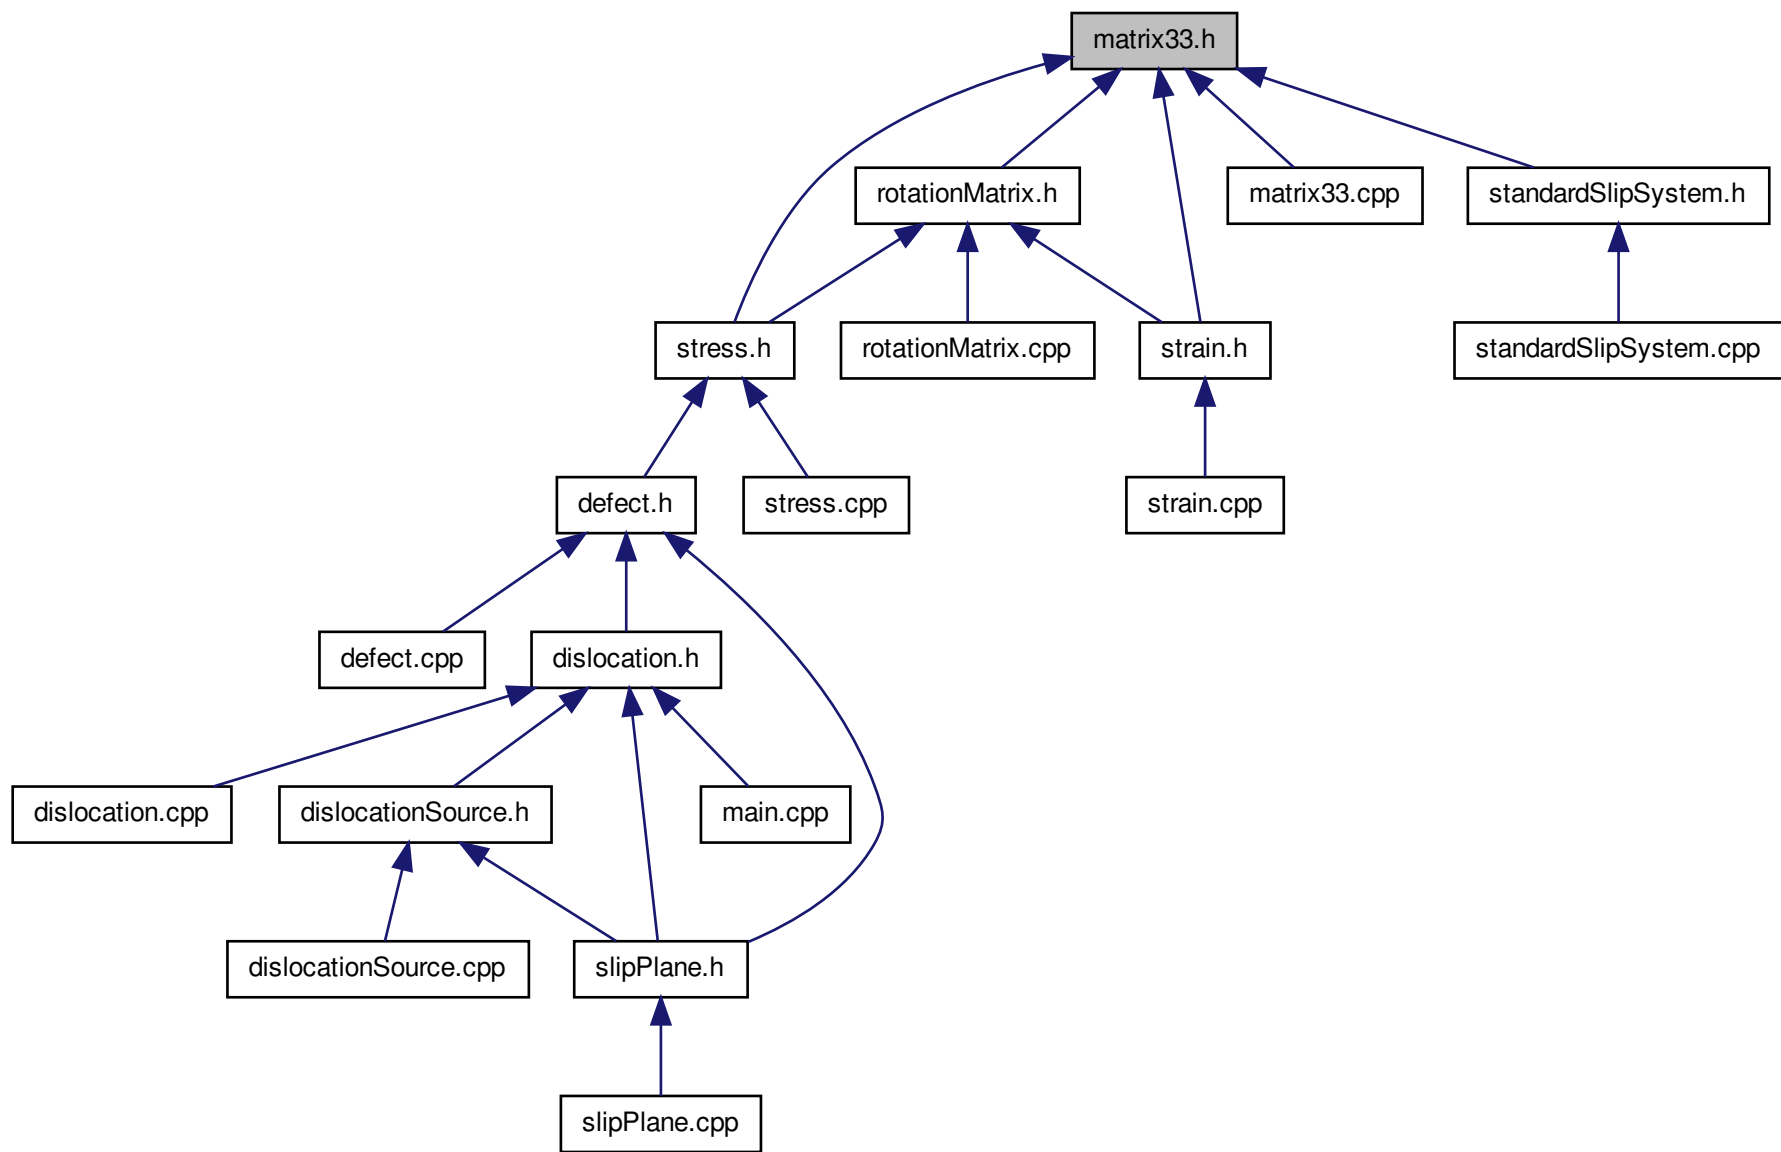 matrix33.h
rotationMatrix.h
matrix33.cpp
standardSlipSystem.h
stress.h
rotationMatrix.cpp
strain.h
standardSlipSystem.cpp
defect.h
stress.cpp
strain.cpp
defect.cpp
dislocation.h
dislocation.cpp
dislocationSource.h
main.cpp
dislocationSource.cpp
slipPlane.h
slipPlane.cpp